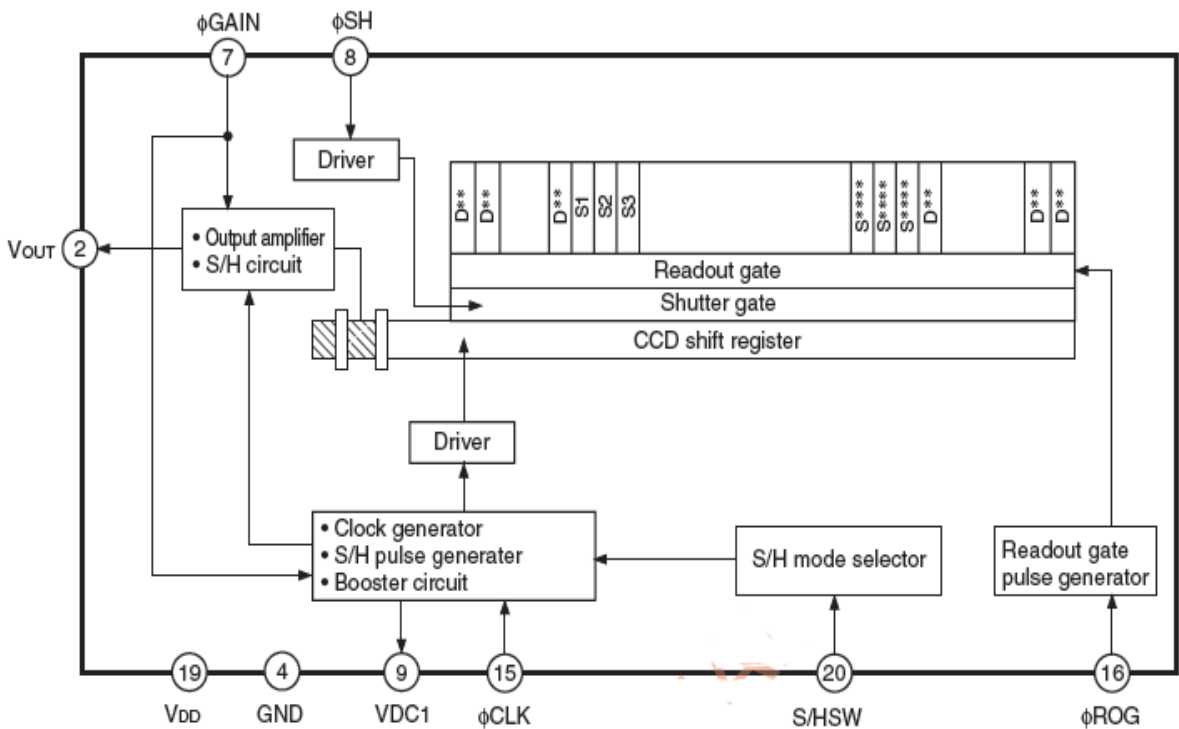 ϕGAIN
ϕSH
7
8
Driver
D**
D**
D**
S1
S2
S3
S****
S****
S****
D**
D**
D**
VOUT
2
• Output amplifier
• S/H circuit
Readout gate
Shutter gate
CCD shift register
Driver
• Clock generator
• S/H pulse generater
• Booster circuit
S/H mode selector
Readout gate
pulse generator
19
4
9
15
20
16
VDD
GND
VDC1
ϕCLK
S/HSW
ϕROG